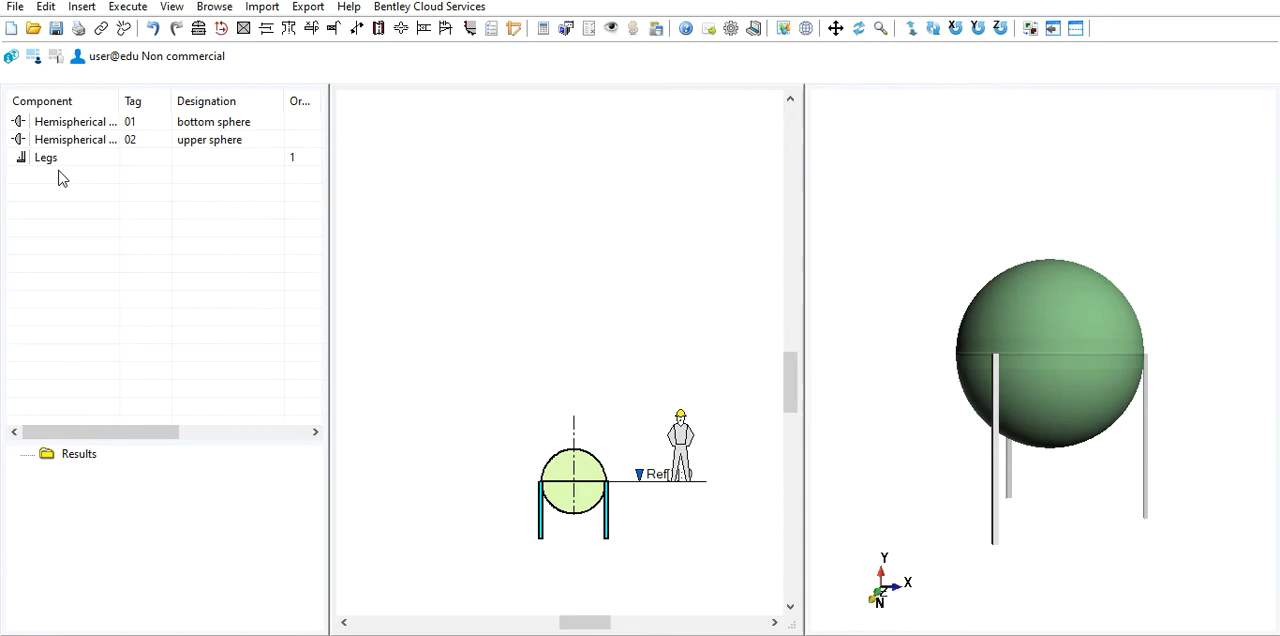 File Edit Insert Execute View Browse Import Export Help Bentley Cloud Services
user@edu Non commercial
Component Tag Designation Or...
Hemispherical ... 01 bottom sphere
Hemispherical ... 02 upper sphere
Legs 1
Results
Y
X
N